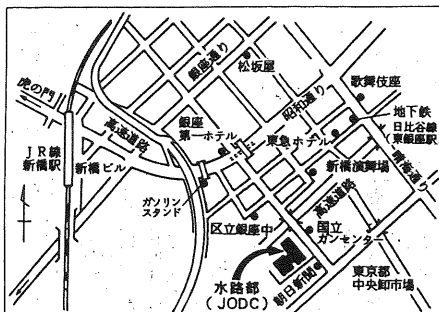 虎の門
JR線
新橋駅
新橋ビル
高速道路
銀座
第一ホテル
銀座通り
松坂屋
昭和通り
歌舞伎座
地下鉄
日比谷線
東銀座駅
晴海通り
東急ホテル
新橋演舞場
ガソリン
スタンド
区立銀座中
高速道路
国立
ガンセンター
水路部
(JODC)
朝日新聞
東京都
中央卸市場